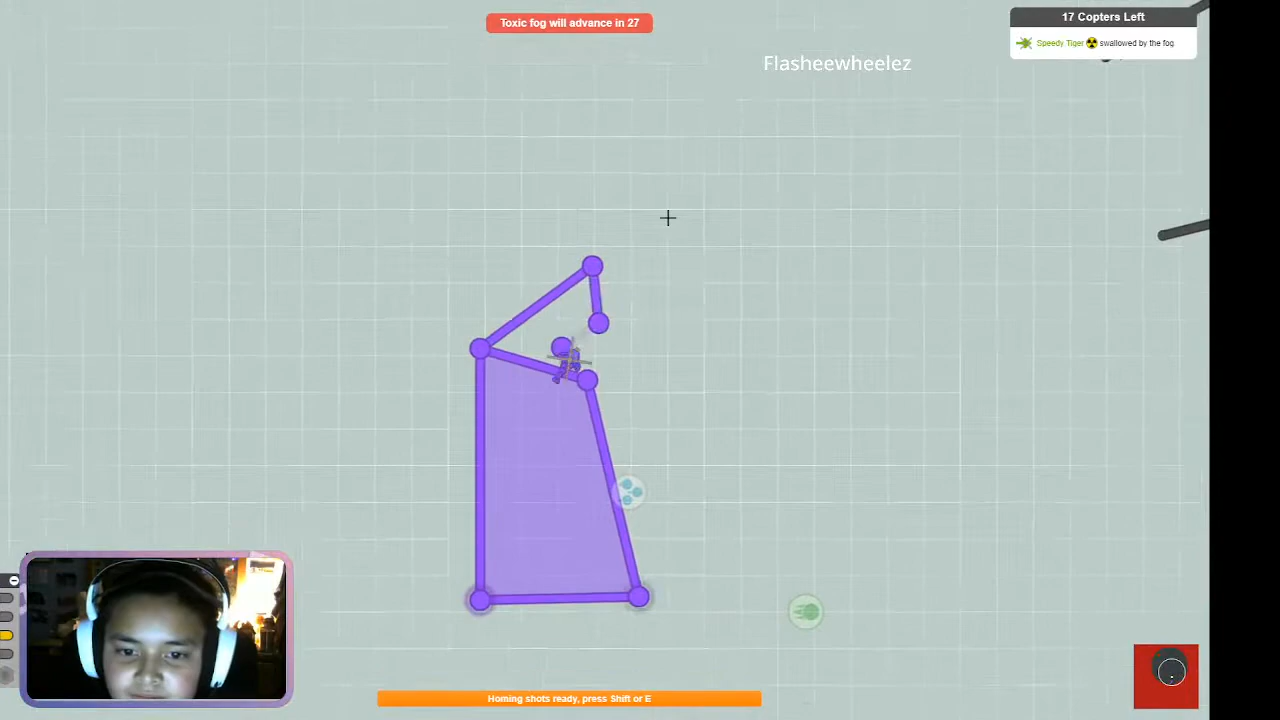 Toxic fog will advance in 27
17 Copters Left
Speedy Tiger swallowed by the fog
Flasheewheelez
Homing shots ready, press Shift or E